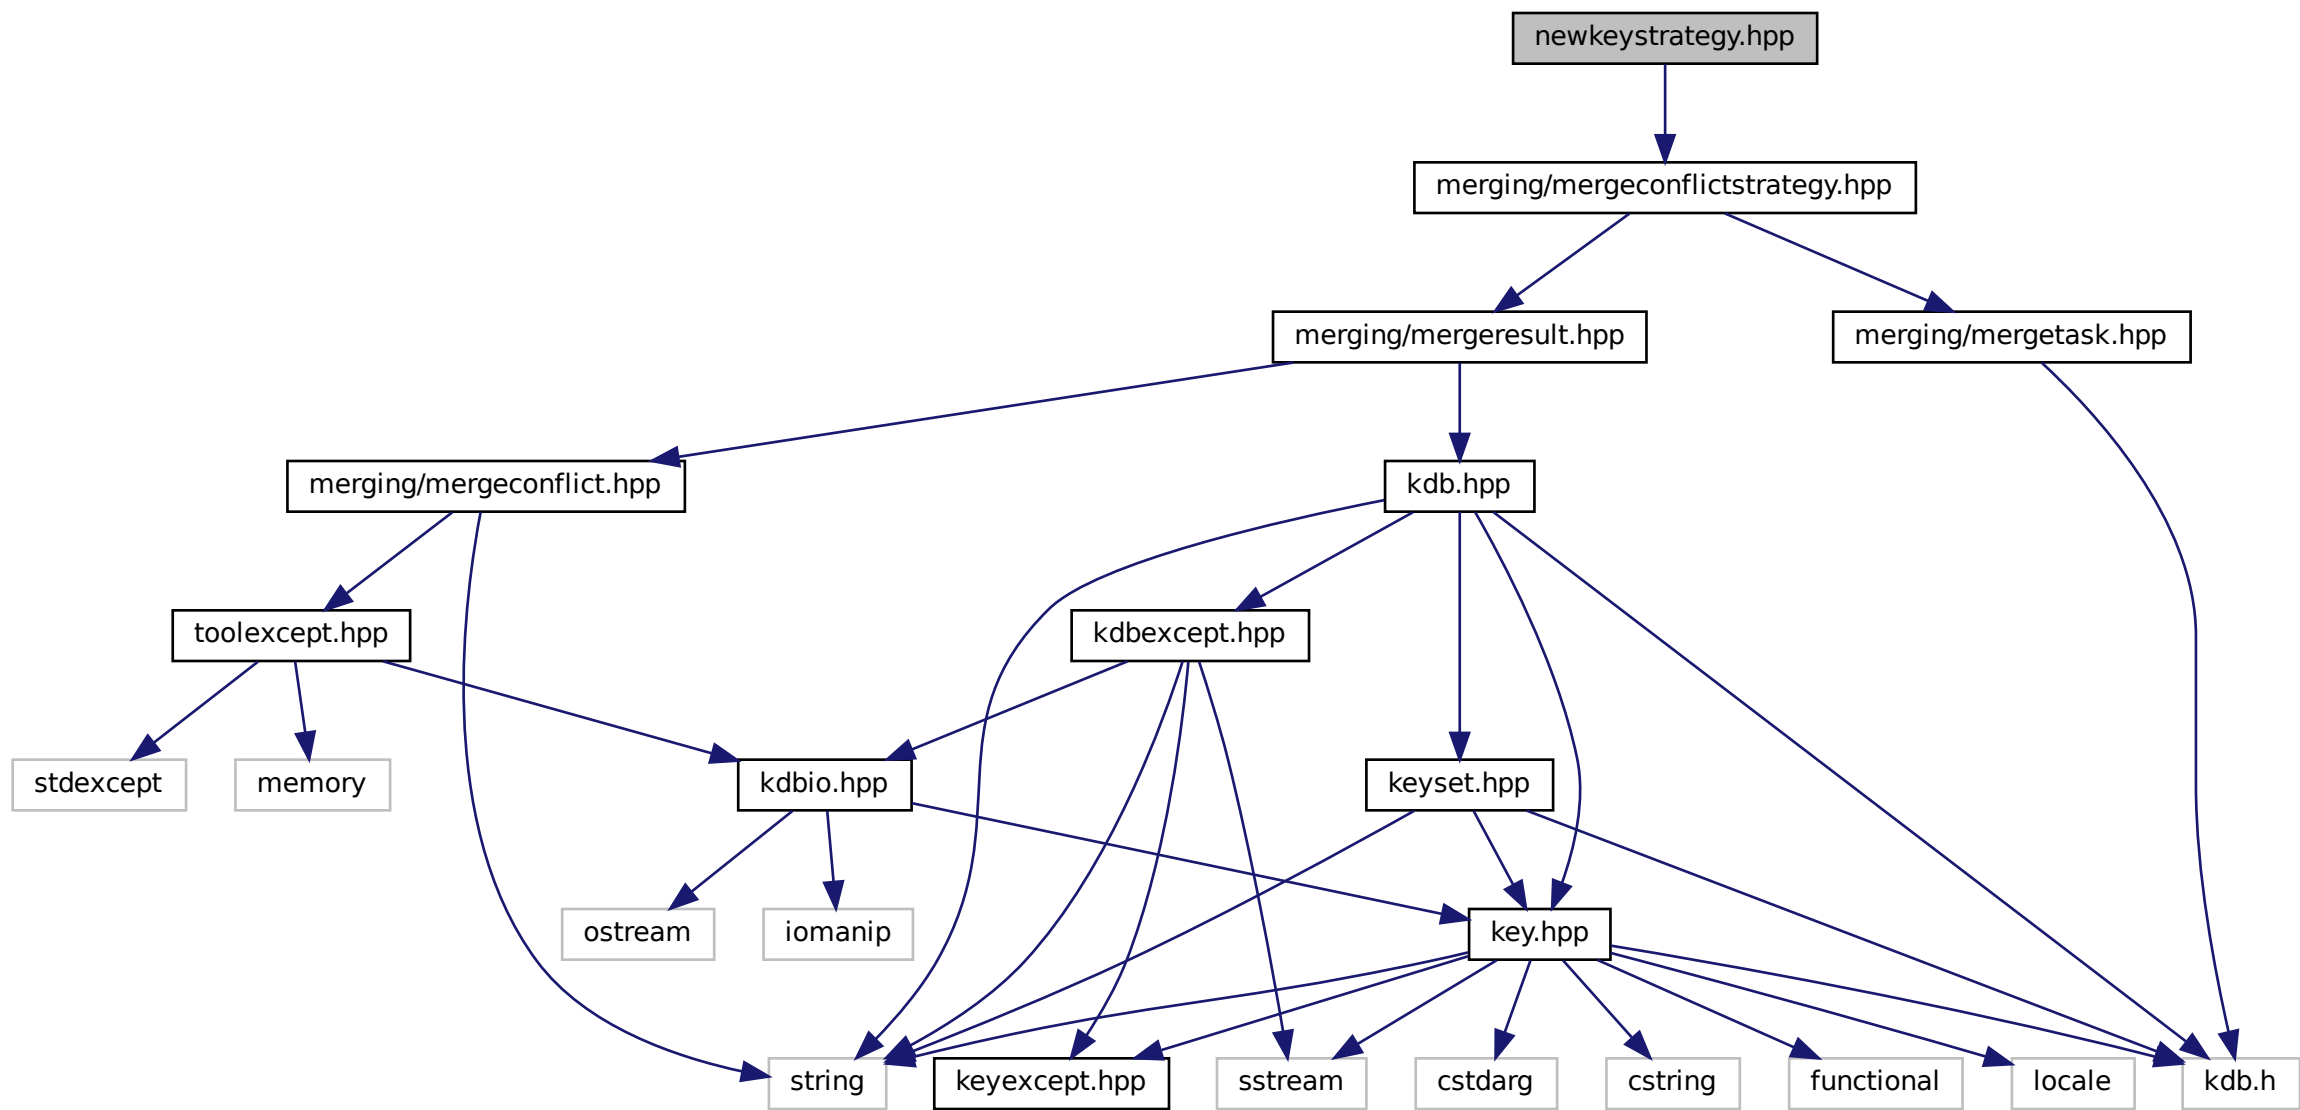 newkeystrategy.hpp
merging/mergeconflictstrategy.hpp
merging/mergeresult.hpp
merging/mergetask.hpp
merging/mergeconflict.hpp
kdb.hpp
toolexcept.hpp
kdbexcept.hpp
stdexcept
memory
kdbio.hpp
keyset.hpp
ostream
iomanip
key.hpp
string
keyexcept.hpp
sstream
cstdarg
cstring
functional
locale
kdb.h